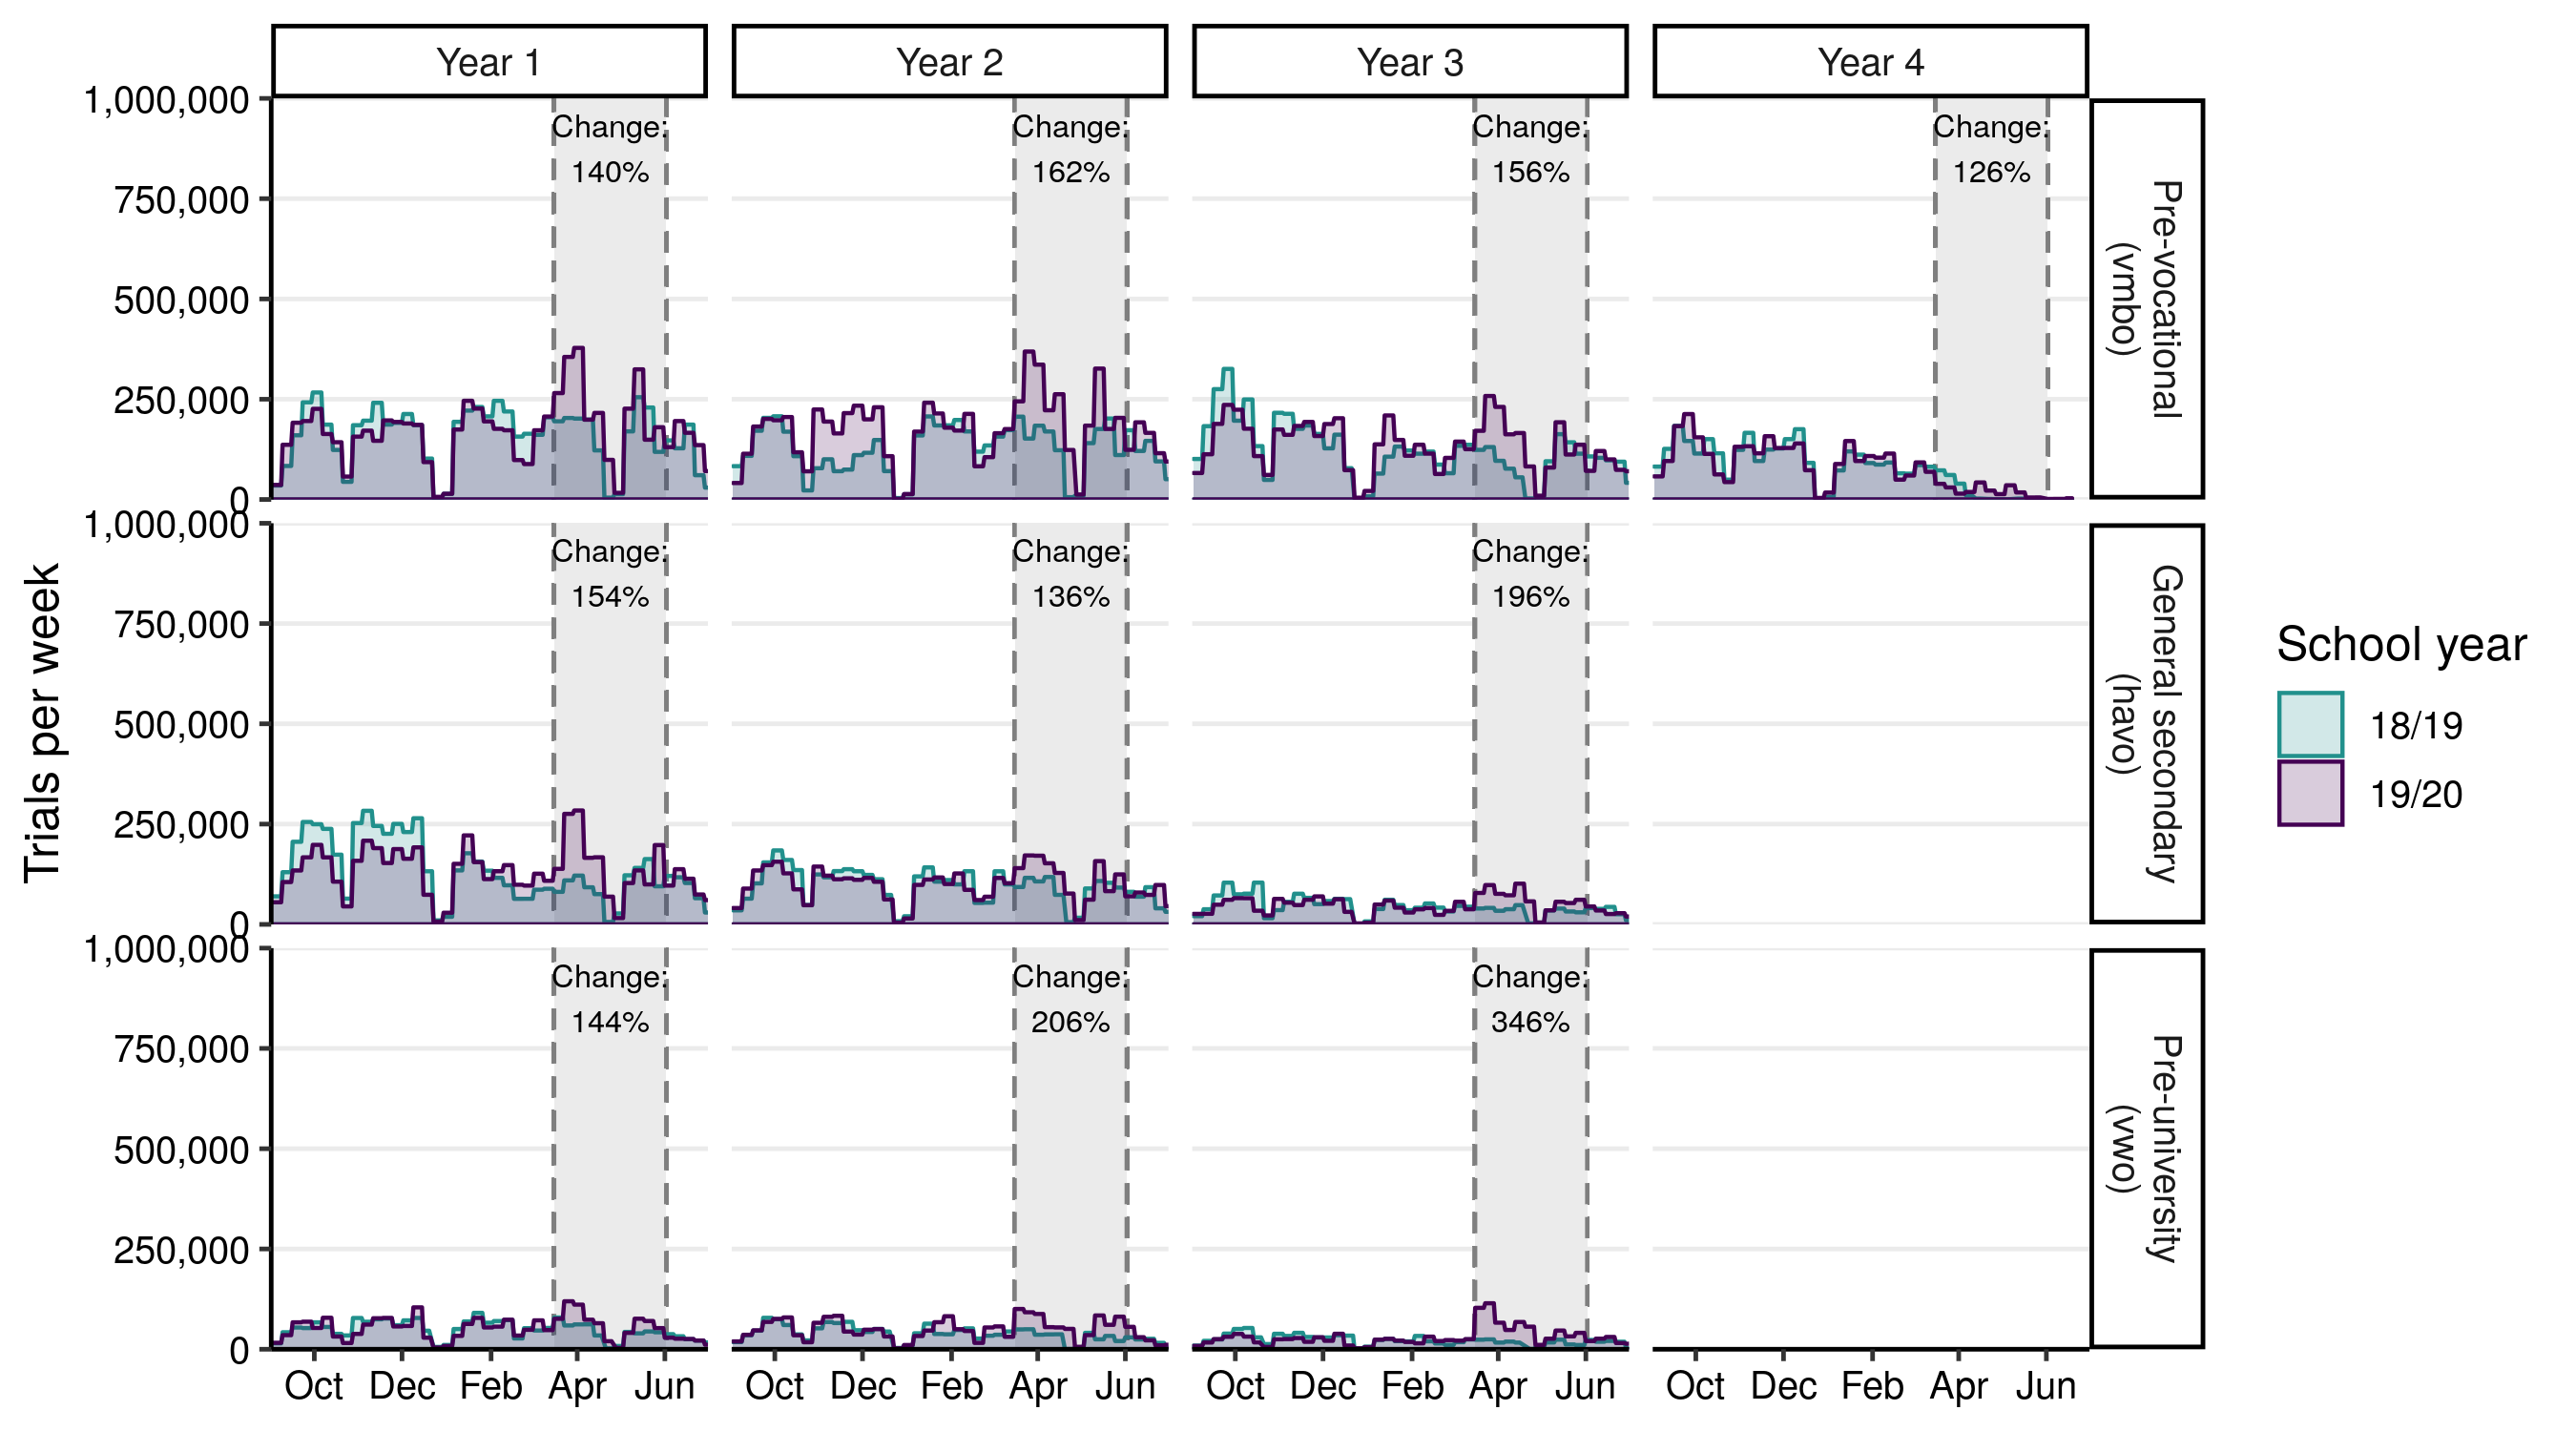 Year 1
Year 2
Year 3
Year 4
Trials per week
1,000,000
750,000
500,000
250,000
0
Change:
140%
Change:
162%
Change:
156%
Change:
126%
Pre-vocational
(vmbo)
1,000,000
750,000
500,000
250,000
0
Change:
154%
Change:
136%
Change:
196%
General secondary
(havo)
1,000,000
750,000
500,000
250,000
0
Change:
144%
Change:
206%
Change:
346%
Pre-university
(vwo)
Oct Dec Feb Apr Jun
Oct Dec Feb Apr Jun
Oct Dec Feb Apr Jun
Oct Dec Feb Apr Jun
School year
18/19
19/20